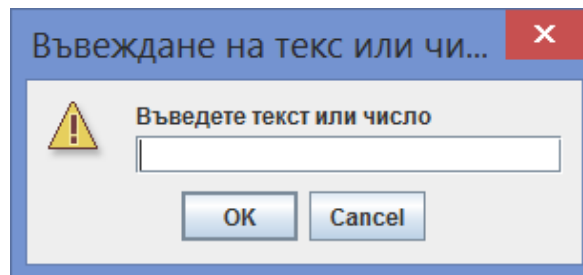 Въвеждане на текс или чи...
Въведете текст или число
OK
Cancel